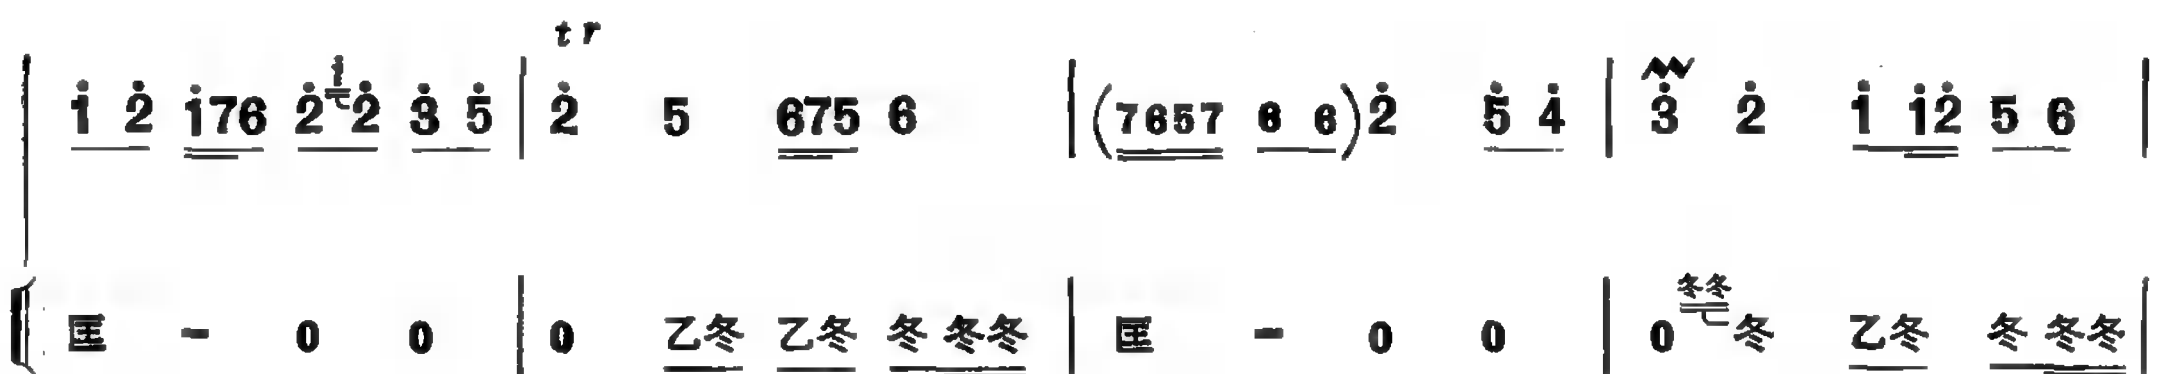 tr
1 2 176 2 1 2 3 5 | 2 5 675 6 | (7657 6 6) 2 5 4 | 3 2 1 12 5 6 |
冬冬
匡 - 0 0 | 0 乙冬 乙冬 冬 冬冬 | 匡 - 0 0 | 0 冬 乙冬 冬 冬冬 |